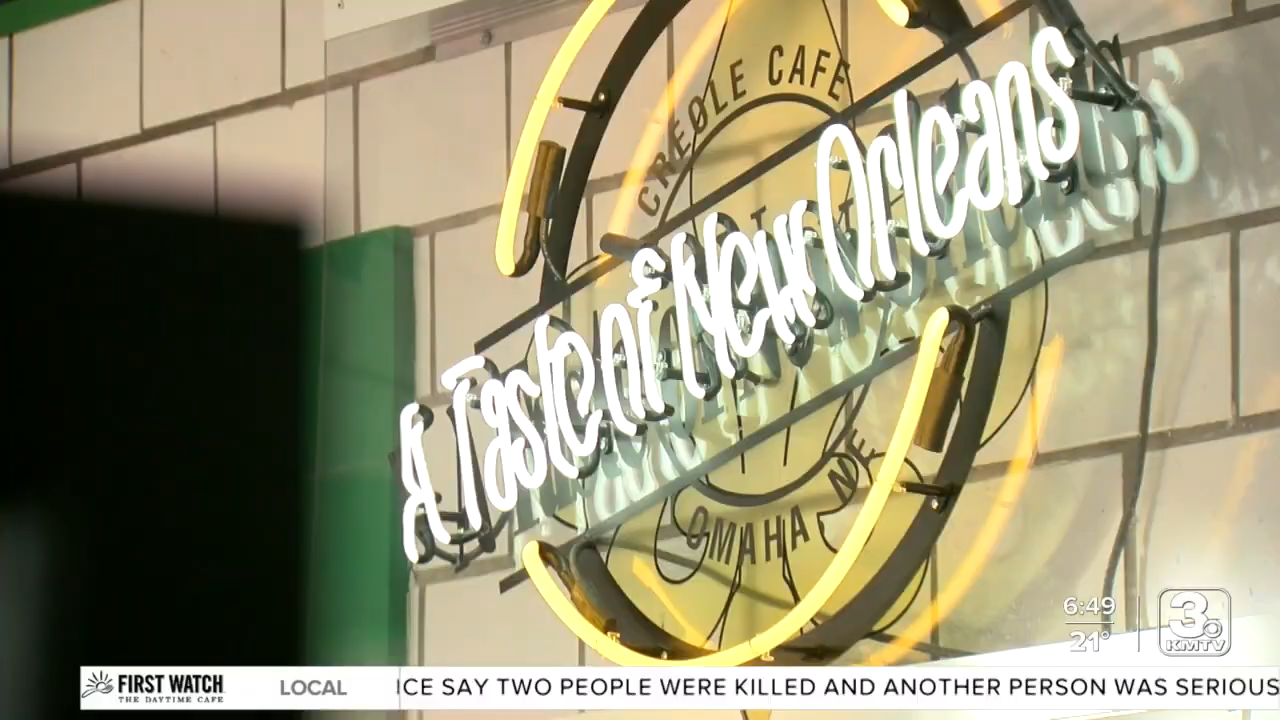 CREOLE CAFE
A Taste of New Orleans
OMAHA NE
6:49
21°
3
KMTV
FIRST WATCH
THE DAYTIME CAFE
LOCAL
ICE SAY TWO PEOPLE WERE KILLED AND ANOTHER PERSON WAS SERIOUS